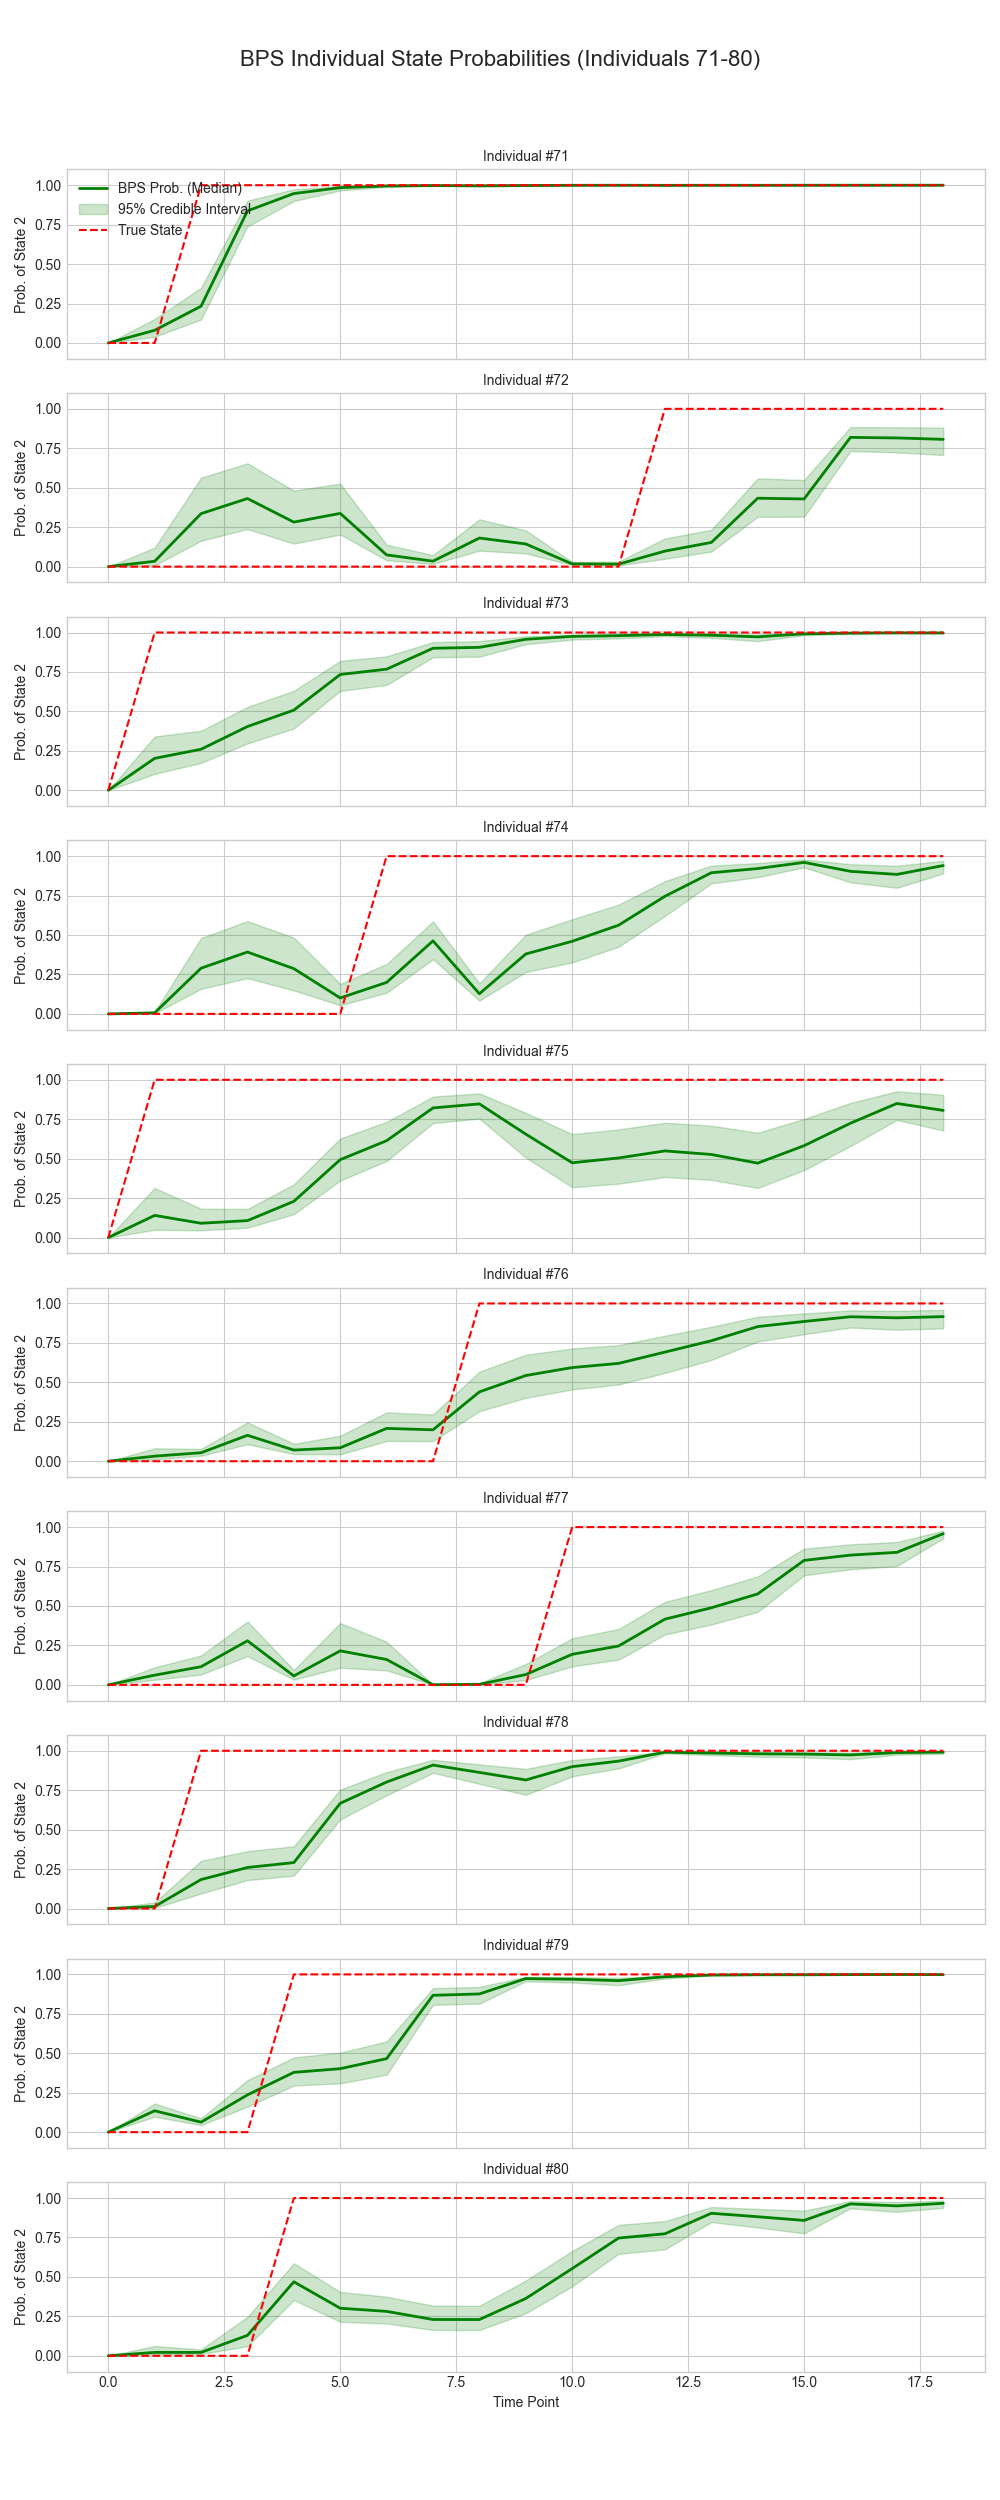 BPS Individual State Probabilities (Individuals 71-80)
Individual #71
BPS Prob. (Median)
95% Credible Interval
True State
Prob. of State 2
1.00
0.75
0.50
0.25
0.00
Individual #72
Prob. of State 2
1.00
0.75
0.50
0.25
0.00
Individual #73
Prob. of State 2
1.00
0.75
0.50
0.25
0.00
Individual #74
Prob. of State 2
1.00
0.75
0.50
0.25
0.00
Individual #75
Prob. of State 2
1.00
0.75
0.50
0.25
0.00
Individual #76
Prob. of State 2
1.00
0.75
0.50
0.25
0.00
Individual #77
Prob. of State 2
1.00
0.75
0.50
0.25
0.00
Individual #78
Prob. of State 2
1.00
0.75
0.50
0.25
0.00
Individual #79
Prob. of State 2
1.00
0.75
0.50
0.25
0.00
Individual #80
Prob. of State 2
1.00
0.75
0.50
0.25
0.00
0.0 2.5 5.0 7.5 10.0 12.5 15.0 17.5
Time Point